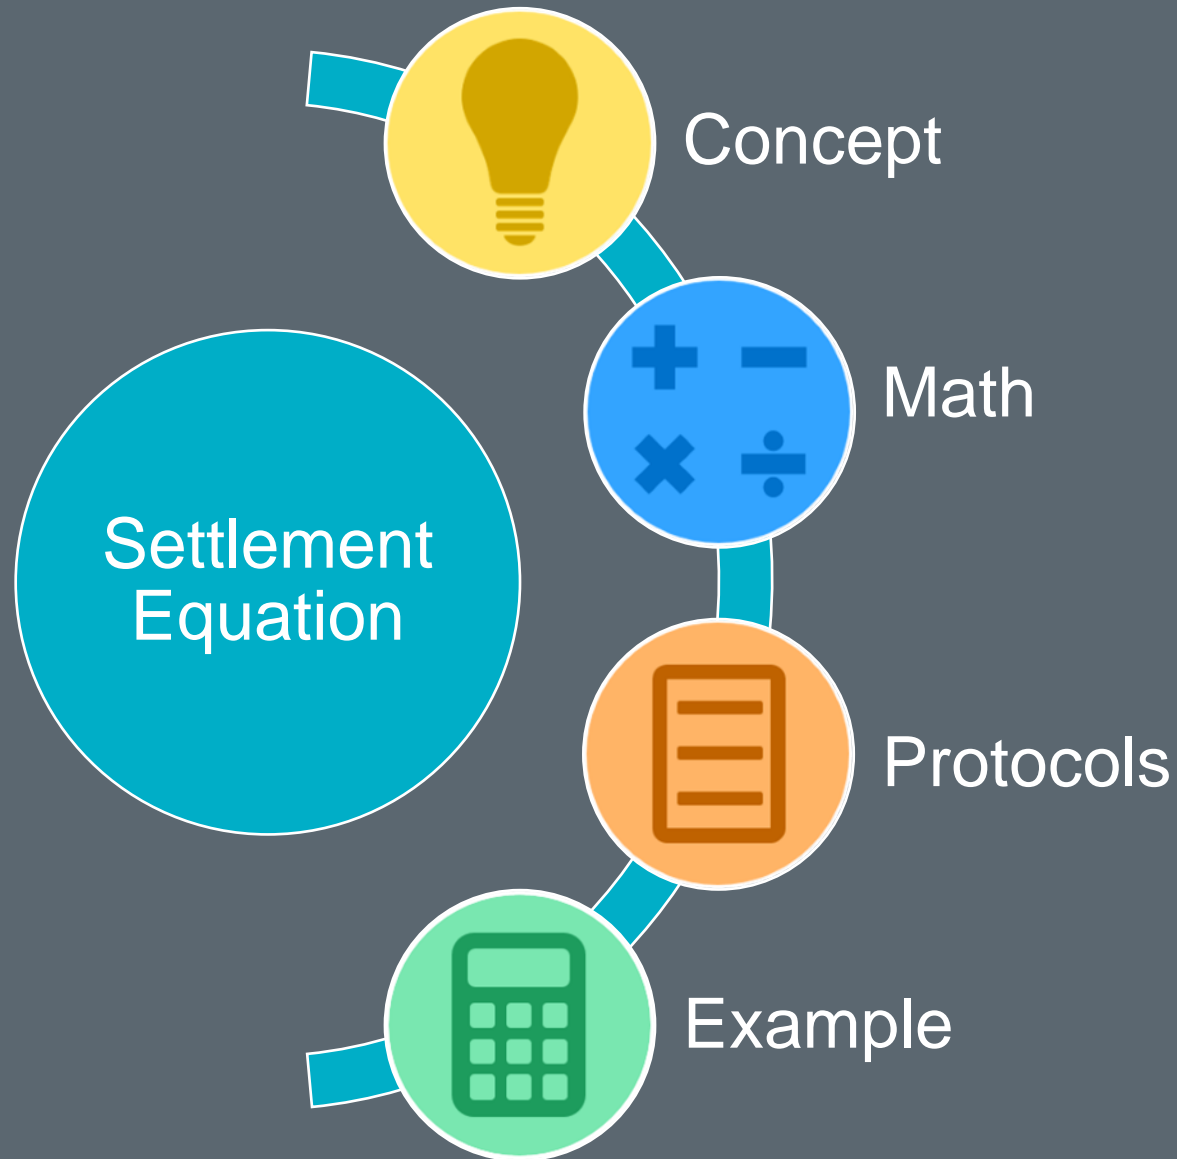 Settlement
Equation
Concept
Math
Protocols
Example